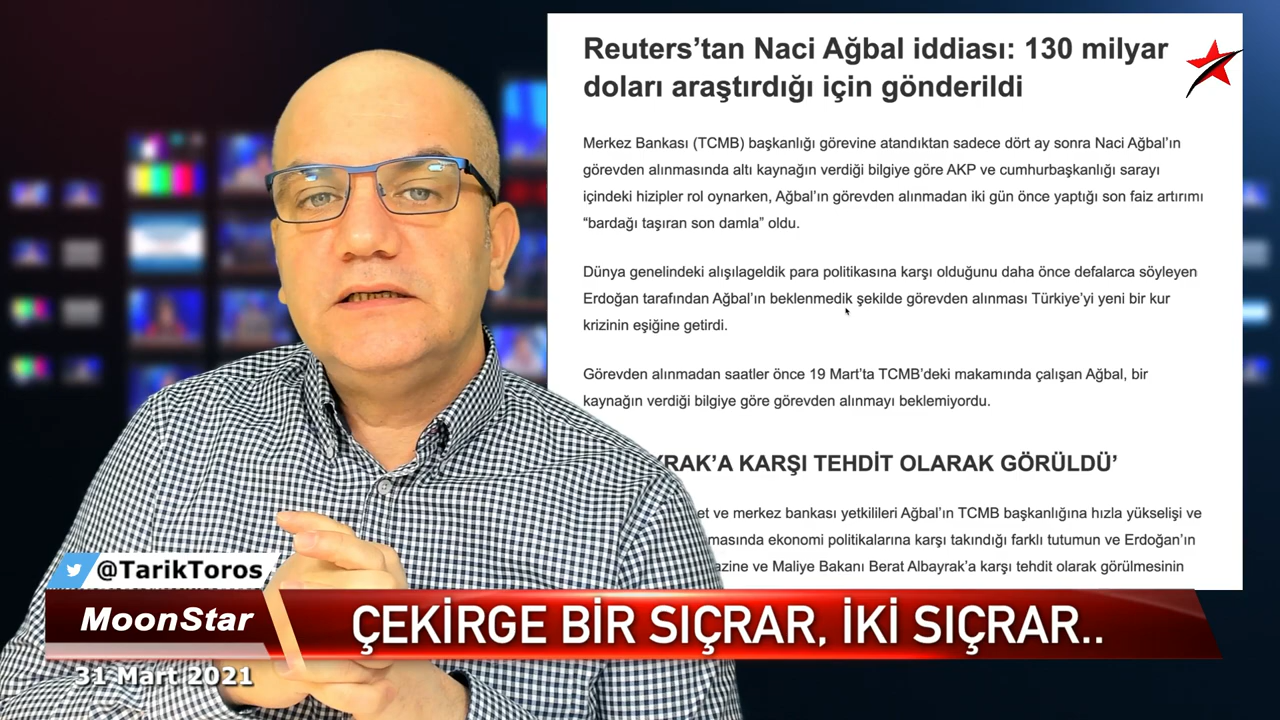 Reuters’tan Naci Ağbal iddiası: 130 milyar
doları araştırdığı için gönderildi
Merkez Bankası (TCMB) başkanlığı görevine atandıktan sadece dört ay sonra Naci Ağbal’ın
görevden alınmasında altı kaynağın verdiği bilgiye göre AKP ve cumhurbaşkanlığı sarayı
içindeki hizipler rol oynarken, Ağbal’ın görevden alınmadan iki gün önce yaptığı son faiz artırımı
“bardağı taşıran son damla” oldu.
Dünya genelindeki alışılageldik para politikasına karşı olduğunu daha önce defalarca söyleyen
Erdoğan tarafından Ağbal’ın beklenmedik şekilde görevden alınması Türkiye’yi yeni bir kur
krizinin eşiğine getirdi.
Görevden alınmadan saatler önce 19 Mart’ta TCMB’deki makamında çalışan Ağbal, bir
kaynağın verdiği bilgiye göre görevden alınmayı beklemiyordu.
YRAK’A KARŞI TEHDİT OLARAK GÖRÜLDÜ’
et ve merkez bankası yetkilileri Ağbal’ın TCMB başkanlığına hızla yükselişi ve
masında ekonomi politikalarına karşı takındığı farklı tutumun ve Erdoğan’ın
azine ve Maliye Bakanı Berat Albayrak’a karşı tehdit olarak görülmesinin
@TarikToros
MoonStar
ÇEKİRGE BİR SIÇRAR, İKİ SIÇRAR..
31 Mart 2021